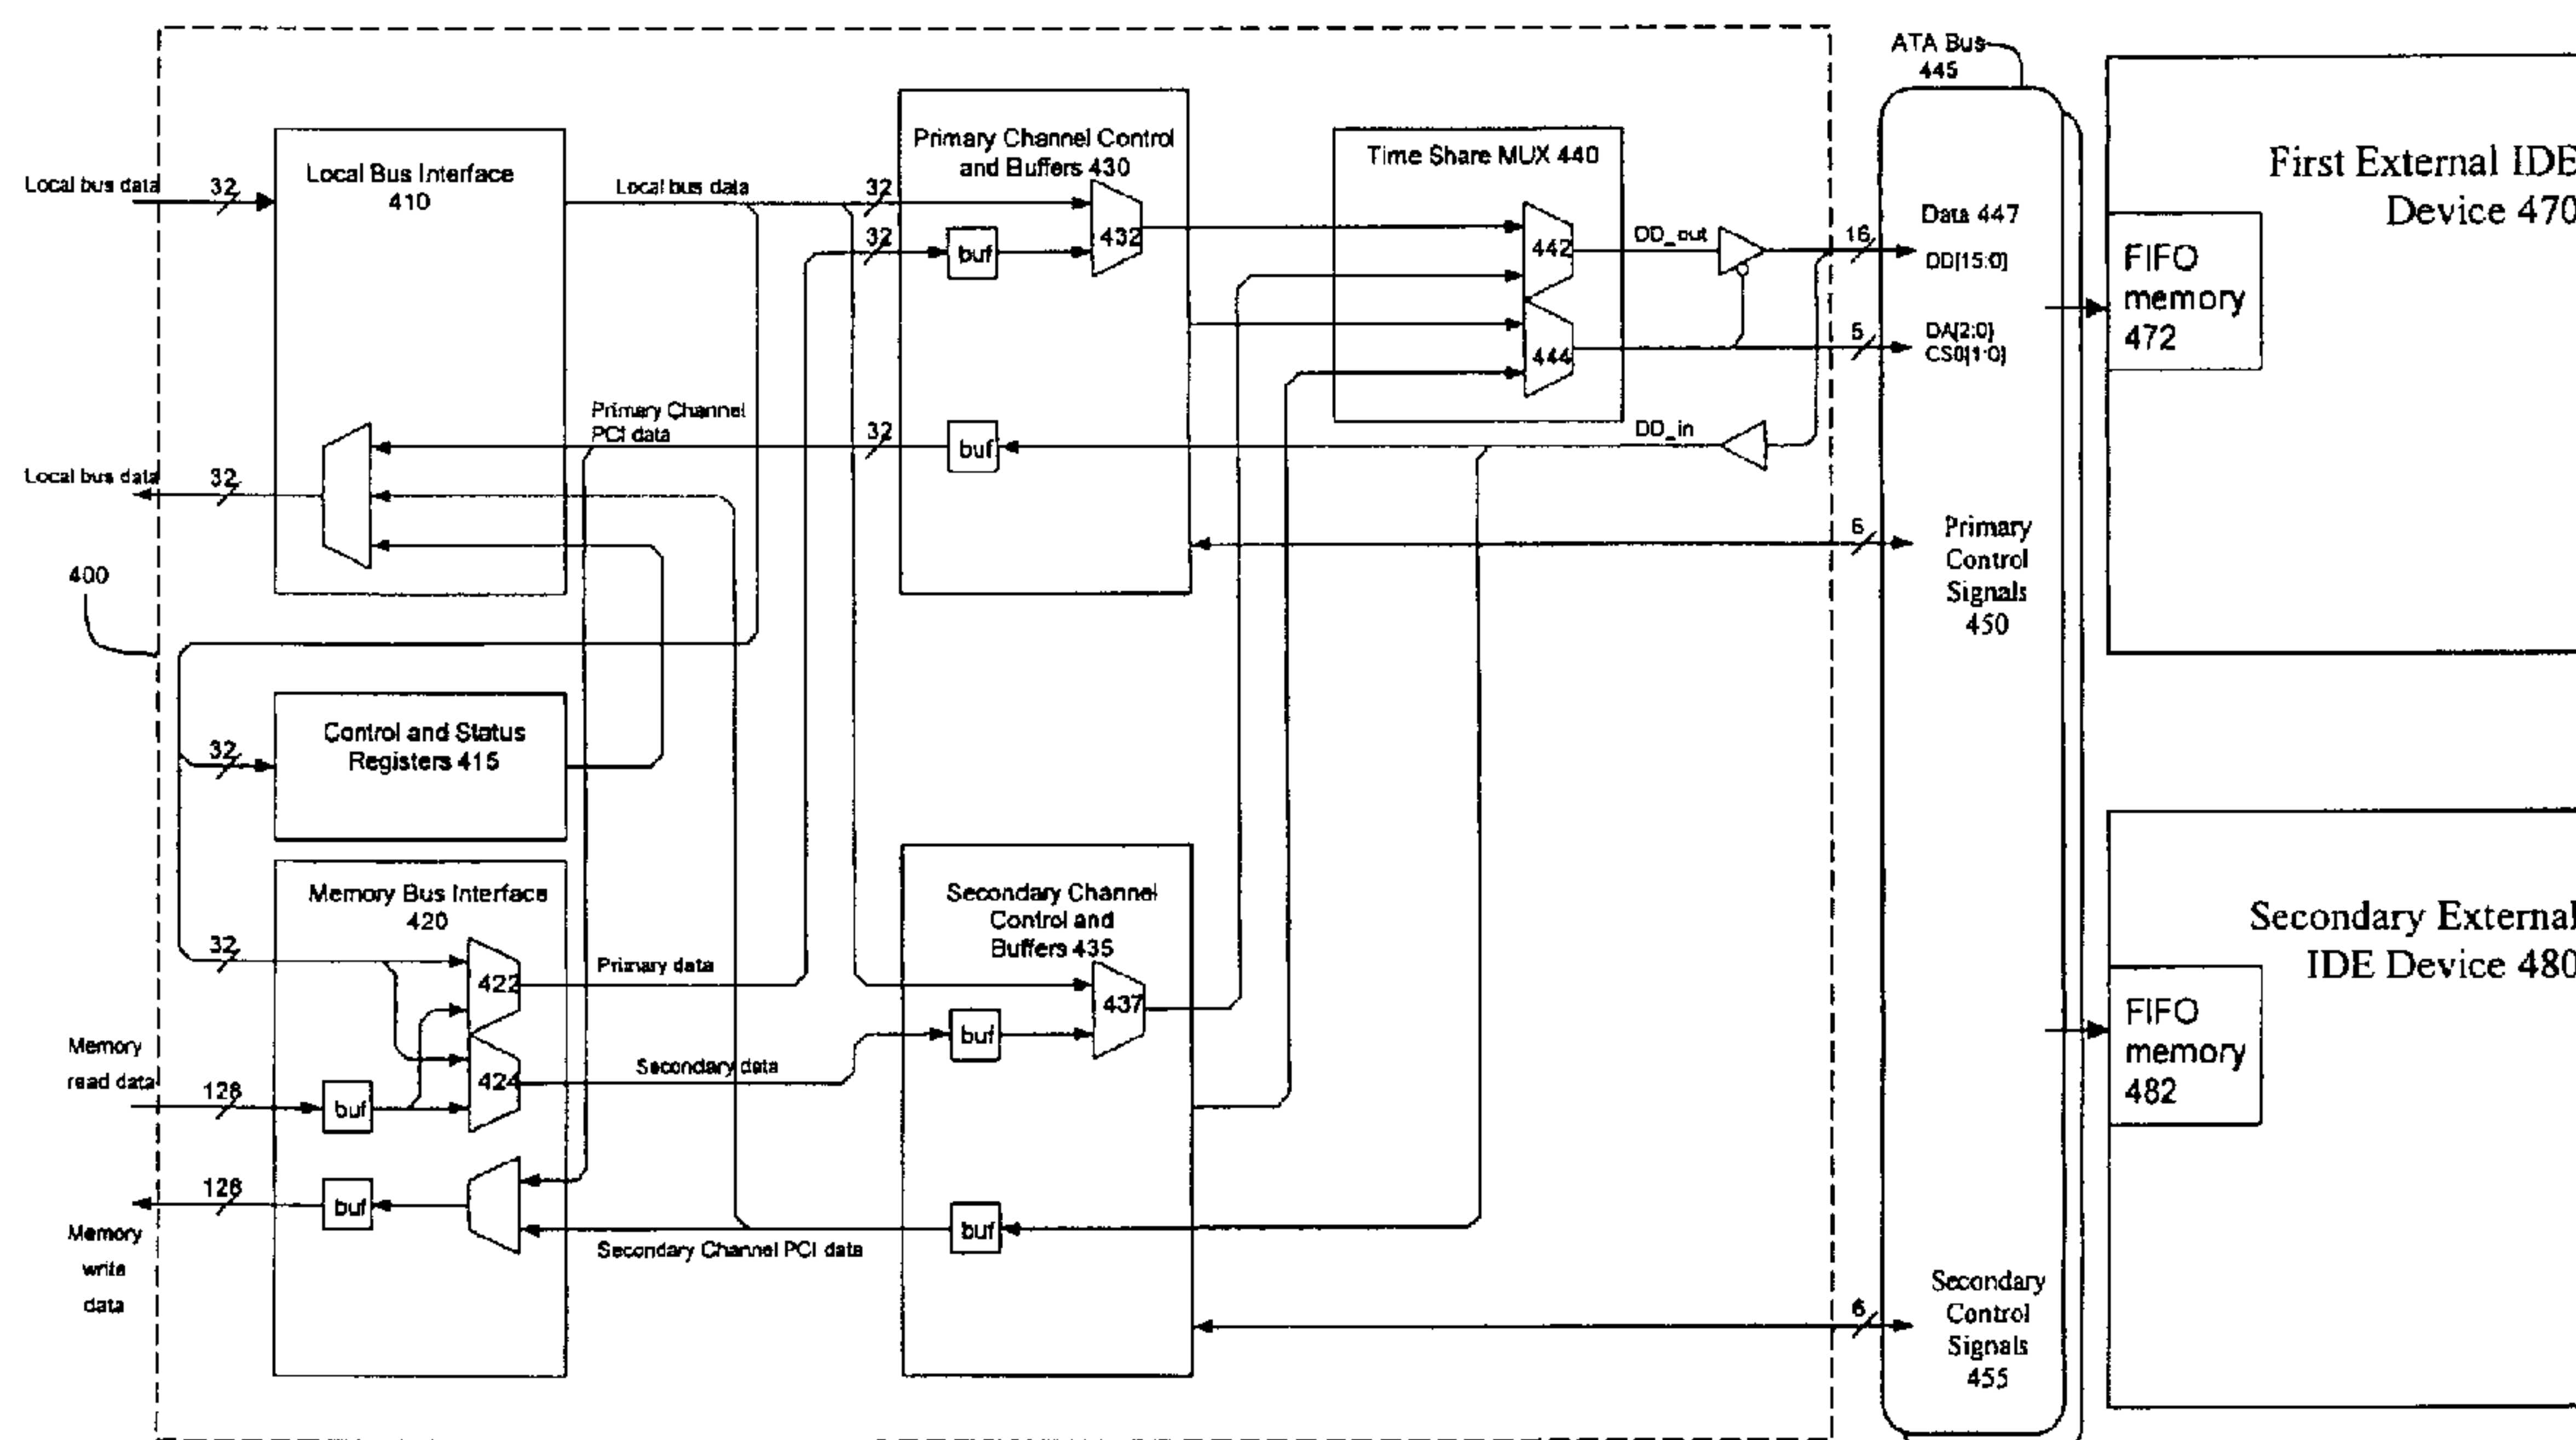 ATA Bus
445
Local bus data
32
Local Bus Interface
410
Local bus data
32
32
Primary Channel Control
and Buffers 430
buf
432
Time Share MUX 440
442
444
DD_out
16
5
Data 447
DD[15:0]
DA[2:0]
CS0[1:0]
First External IDE
Device 470
FIFO
memory
472
Primary Channel
PCI data
32
buf
DD_in
Local bus data
32
400
6
Primary
Control
Signals
450
Control and Status
Registers 415
32
Memory Bus Interface
420
32
422
424
Primary data
Secondary data
Memory
read data
128
buf
128
buf
Memory
write
data
Secondary Channel PCI data
Secondary Channel
Control and
Buffers 435
buf
437
buf
Secondary External
IDE Device 480
FIFO
memory
482
6
Secondary
Control
Signals
455